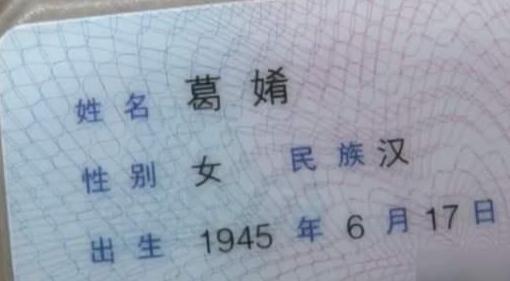 姓名 葛婧
性别 女 民族 汉
出生 1945 年 6 月 17 日